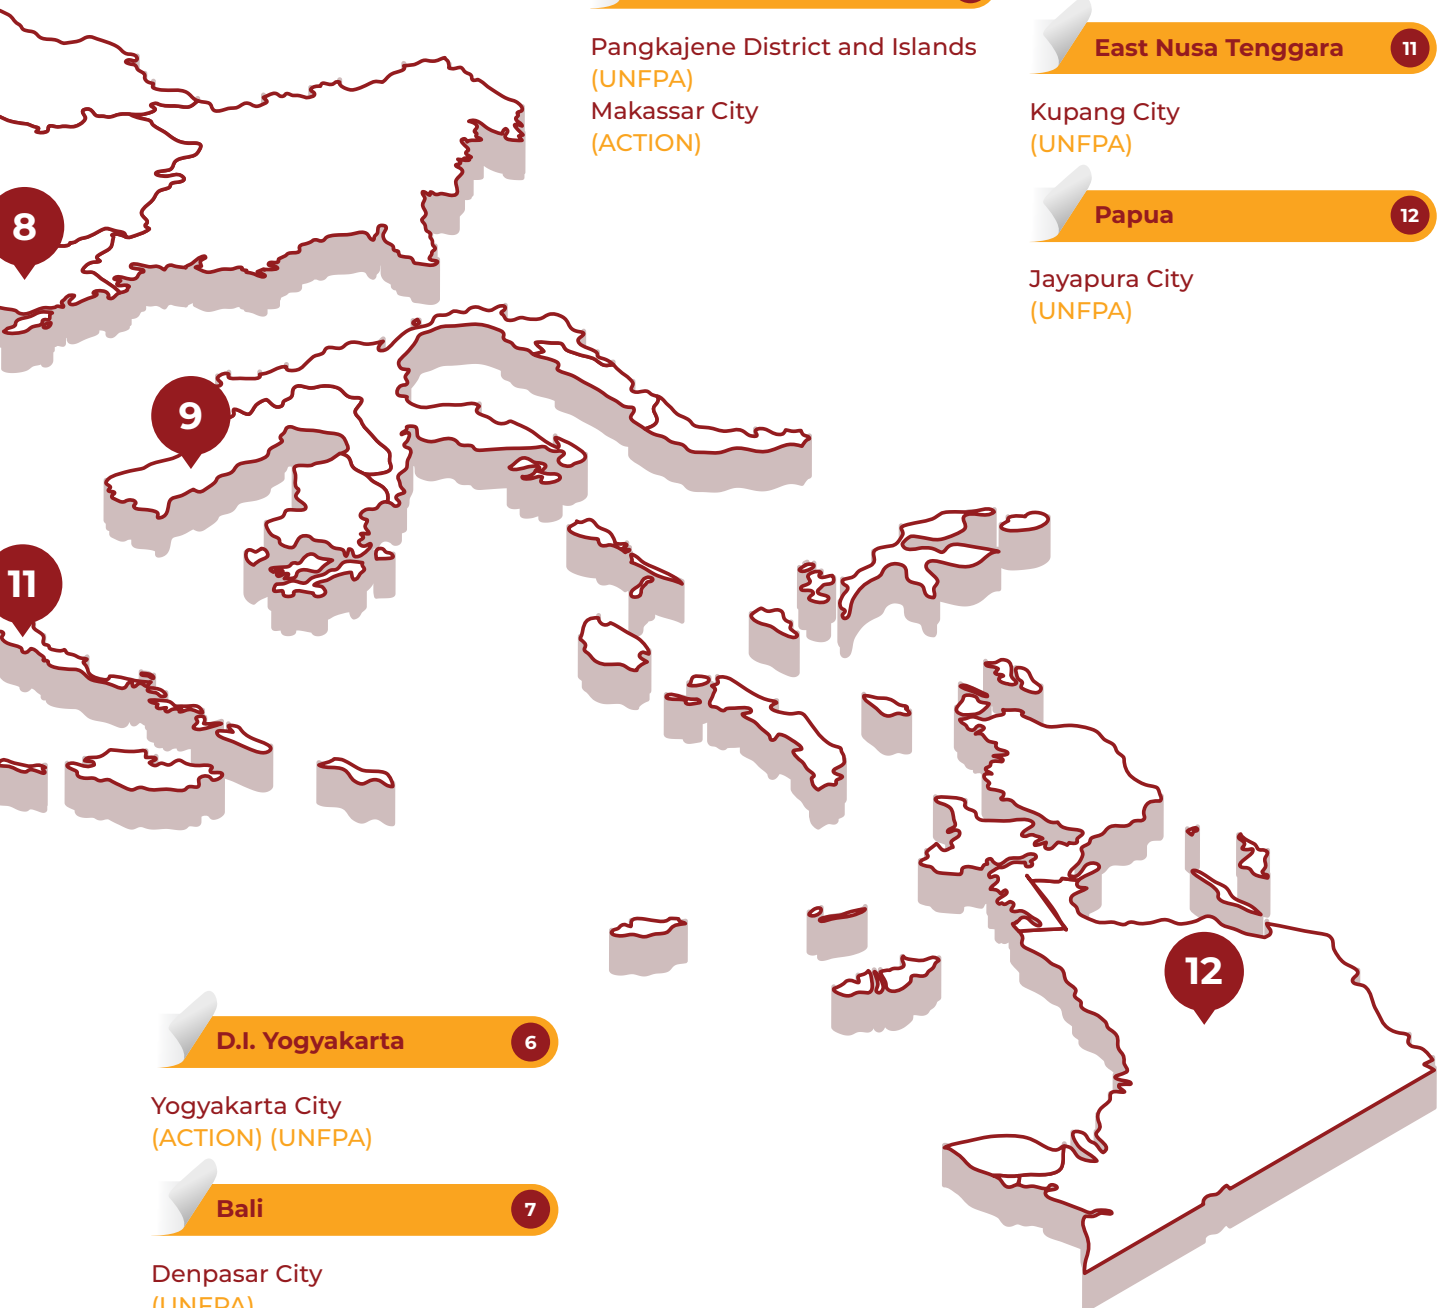 Pangkajene District and Islands
(UNFPA)
Makassar City
(ACTION)
East Nusa Tenggara 11
Kupang City
(UNFPA)
Papua 12
Jayapura City
(UNFPA)
8
9
11
12
D.I. Yogyakarta 6
Yogyakarta City
(ACTION) (UNFPA)
Bali 7
Denpasar City
(UNFPA)